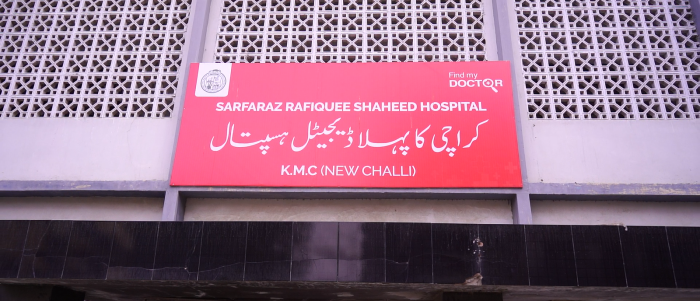 Find my
DOCTOR
SARFARAZ RAFIQUEE SHAHEED HOSPITAL
کراچی کا پہلا ڈیجیٹل ہسپتال
K.M.C (NEW CHALLI)